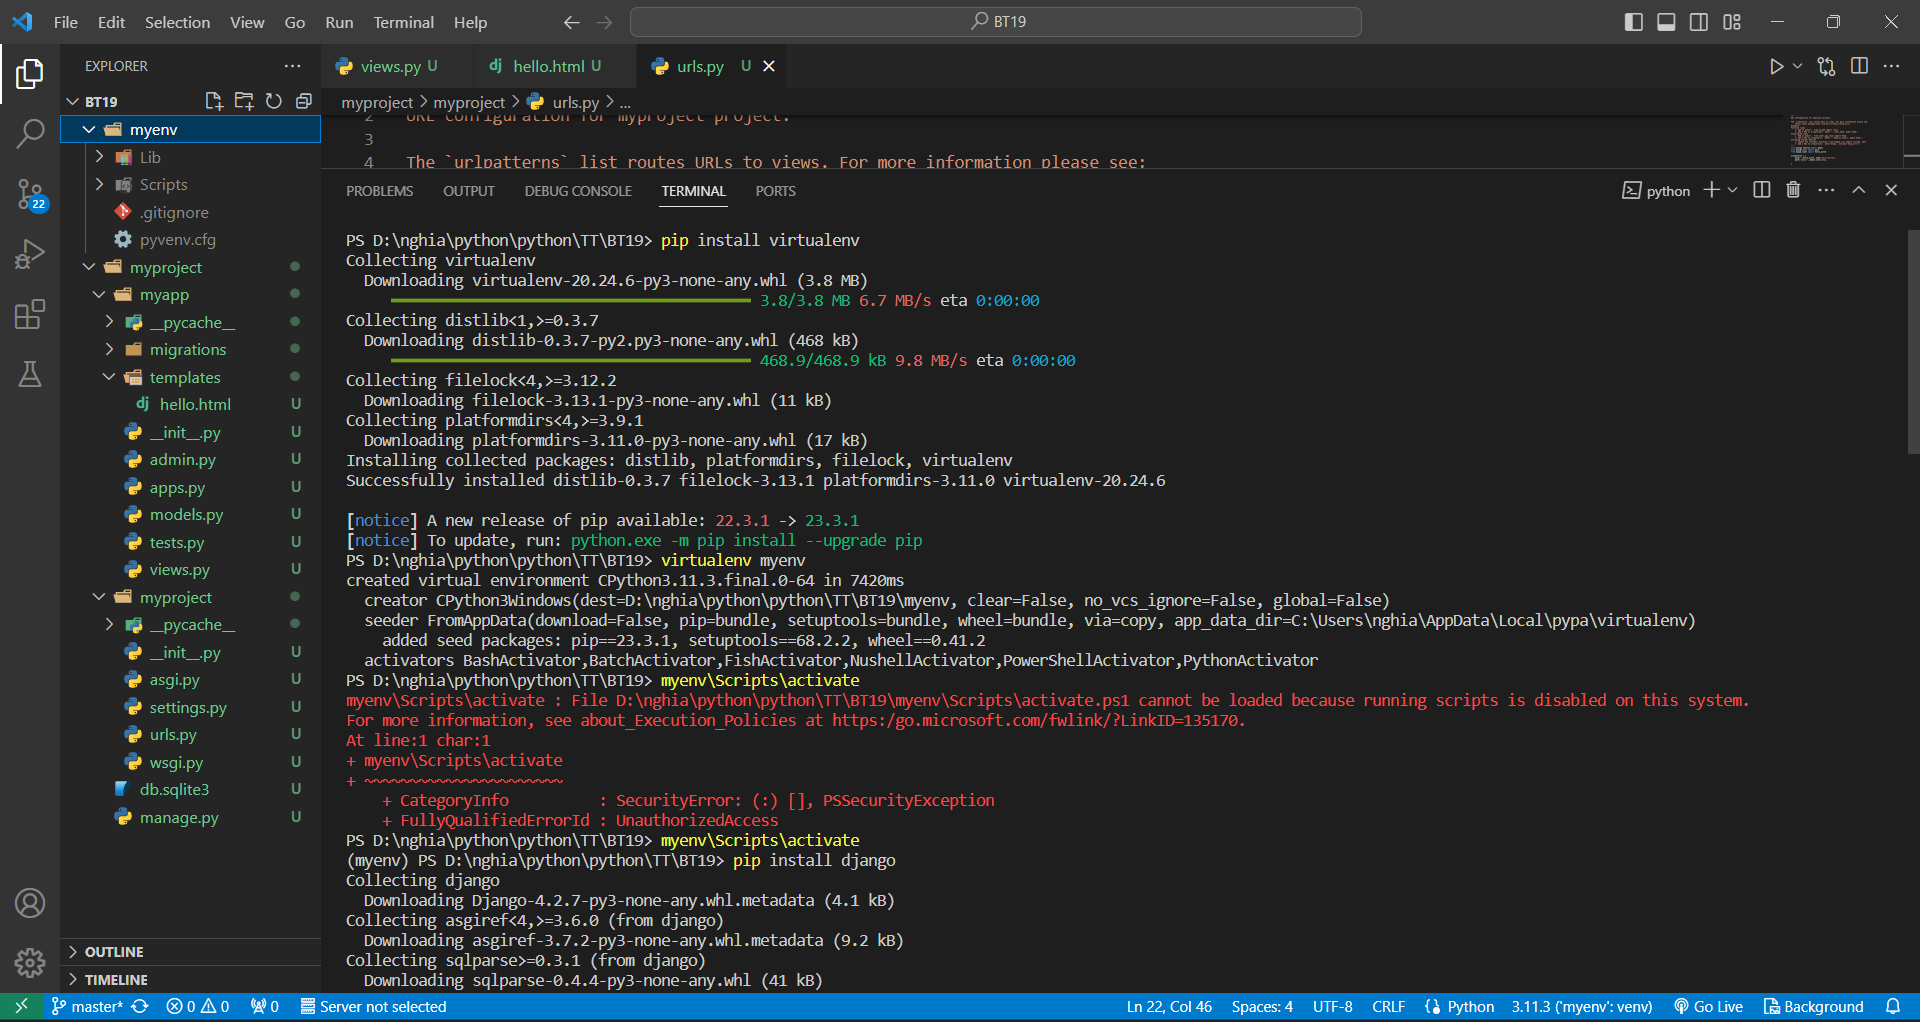 File Edit Selection View Go Run Terminal Help
BT19
EXPLORER
BT19
myenv
Lib
Scripts
.gitignore
pyvenv.cfg
myproject
myapp
__pycache__
migrations
templates
hello.html U
__init__.py U
admin.py U
apps.py U
models.py U
tests.py U
views.py U
myproject
__pycache__
__init__.py U
asgi.py U
settings.py U
urls.py U
wsgi.py U
db.sqlite3 U
manage.py U
OUTLINE
TIMELINE
22
views.py U
dj hello.html U
urls.py U
myproject > myproject > urls.py > ...
2 URL configuration for myproject project.
3
4 The `urlpatterns` list routes URLs to views. For more information please see:
PROBLEMS OUTPUT DEBUG CONSOLE TERMINAL PORTS
python
PS D:\nghia\python\python\TT\BT19> pip install virtualenv
Collecting virtualenv
Downloading virtualenv-20.24.6-py3-none-any.whl (3.8 MB)
3.8/3.8 MB 6.7 MB/s eta 0:00:00
Collecting distlib<1,>=0.3.7
Downloading distlib-0.3.7-py2.py3-none-any.whl (468 kB)
468.9/468.9 kB 9.8 MB/s eta 0:00:00
Collecting filelock<4,>=3.12.2
Downloading filelock-3.13.1-py3-none-any.whl (11 kB)
Collecting platformdirs<4,>=3.9.1
Downloading platformdirs-3.11.0-py3-none-any.whl (17 kB)
Installing collected packages: distlib, platformdirs, filelock, virtualenv
Successfully installed distlib-0.3.7 filelock-3.13.1 platformdirs-3.11.0 virtualenv-20.24.6
[notice] A new release of pip available: 22.3.1 -> 23.3.1
[notice] To update, run: python.exe -m pip install --upgrade pip
PS D:\nghia\python\python\TT\BT19> virtualenv myenv
created virtual environment CPython3.11.3.final.0-64 in 7420ms
creator CPython3Windows(dest=D:\nghia\python\python\TT\BT19\myenv, clear=False, no_vcs_ignore=False, global=False)
seeder FromAppData(download=False, pip=bundle, setuptools=bundle, wheel=bundle, via=copy, app_data_dir=C:\Users\nghia\AppData\Local\pypa\virtualenv)
added seed packages: pip==23.3.1, setuptools==68.2.2, wheel==0.41.2
activators BashActivator,BatchActivator,FishActivator,NushellActivator,PowerShellActivator,PythonActivator
PS D:\nghia\python\python\TT\BT19> myenv\Scripts\activate
myenv\Scripts\activate : File D:\nghia\python\python\TT\BT19\myenv\Scripts\activate.ps1 cannot be loaded because running scripts is disabled on this system.
For more information, see about_Execution_Policies at https:/go.microsoft.com/fwlink/?LinkID=135170.
At line:1 char:1
+ myenv\Scripts\activate
+ ~~~~~~~~~~~~~~~~~~~~~~
+ CategoryInfo : SecurityError: (:) [], PSSecurityException
+ FullyQualifiedErrorId : UnauthorizedAccess
PS D:\nghia\python\python\TT\BT19> myenv\Scripts\activate
(myenv) PS D:\nghia\python\python\TT\BT19> pip install django
Collecting django
Downloading Django-4.2.7-py3-none-any.whl.metadata (4.1 kB)
Collecting asgiref<4,>=3.6.0 (from django)
Downloading asgiref-3.7.2-py3-none-any.whl.metadata (9.2 kB)
Collecting sqlparse>=0.3.1 (from django)
Downloading sqlparse-0.4.4-py3-none-any.whl (41 kB)
master* 0 0 0 Server not selected Ln 22, Col 46 Spaces: 4 UTF-8 CRLF Python 3.11.3 ('myenv': venv) Go Live Background